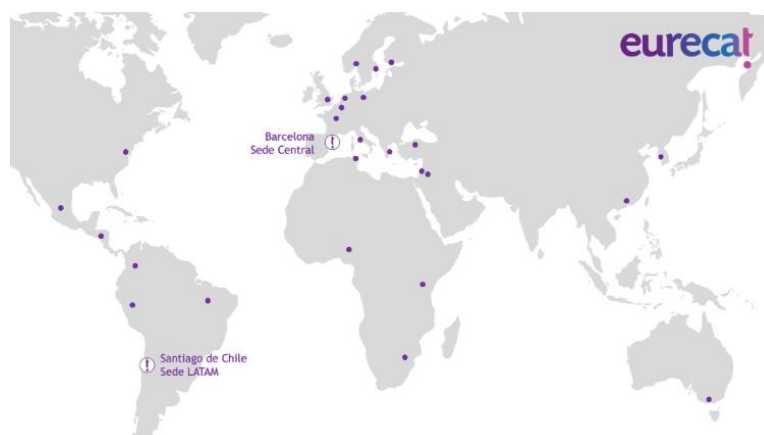 eurecat
Barcelona
Sede Central
Santiago de Chile
Sede LATAM